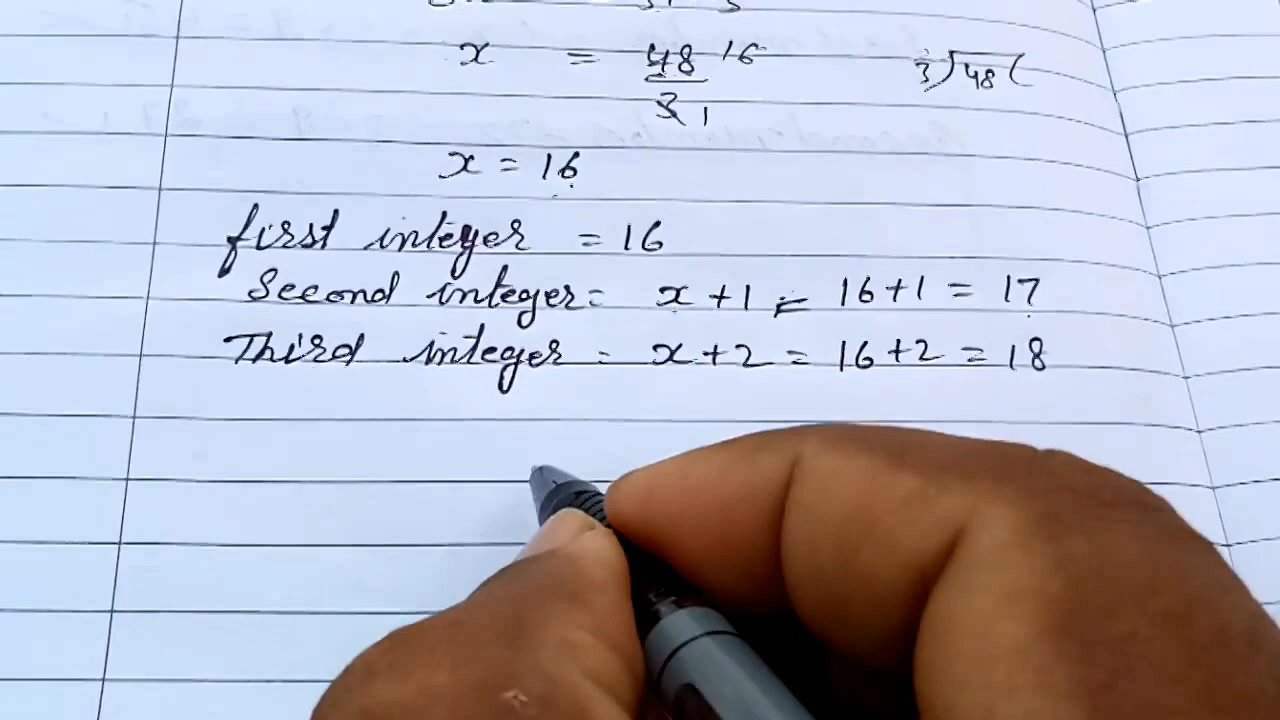 x = 48 16 3) 48 (
3 1
x = 16
first integer = 16
Second integer = x + 1 = 16 + 1 = 17
Third integer = x + 2 = 16 + 2 = 18